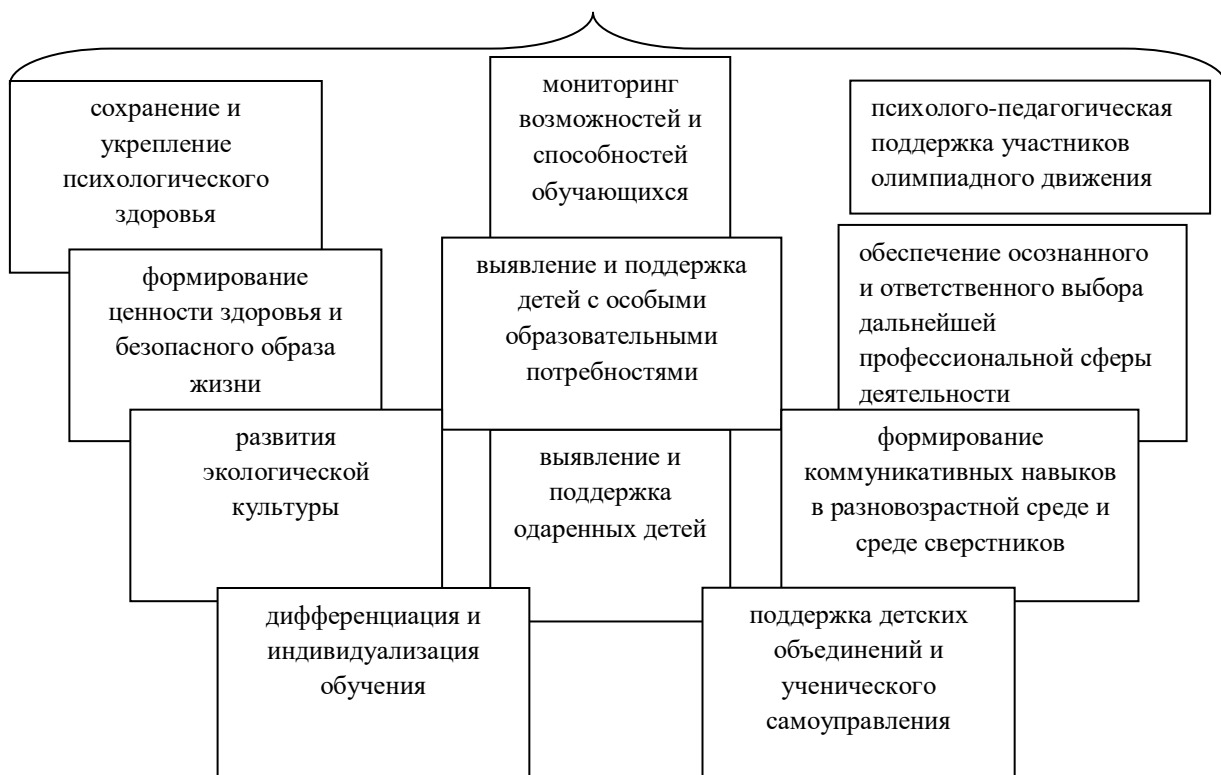 сохранение и
укрепление
психологического
здоровья
мониторинг
возможностей и
способностей
обучающихся
психолого-педагогическая
поддержка участников
олимпиадного движения
формирование
ценности здоровья и
безопасного образа
жизни
выявление и поддержка
детей с особыми
образовательными
потребностями
обеспечение осознанного
и ответственного выбора
дальнейшей
профессиональной сферы
деятельности
развития
экологической
культуры
выявление и
поддержка
одаренных детей
формирование
коммуникативных навыков
в разновозрастной среде и
среде сверстников
дифференциация и
индивидуализация
обучения
поддержка детских
объединений и
ученического
самоуправления